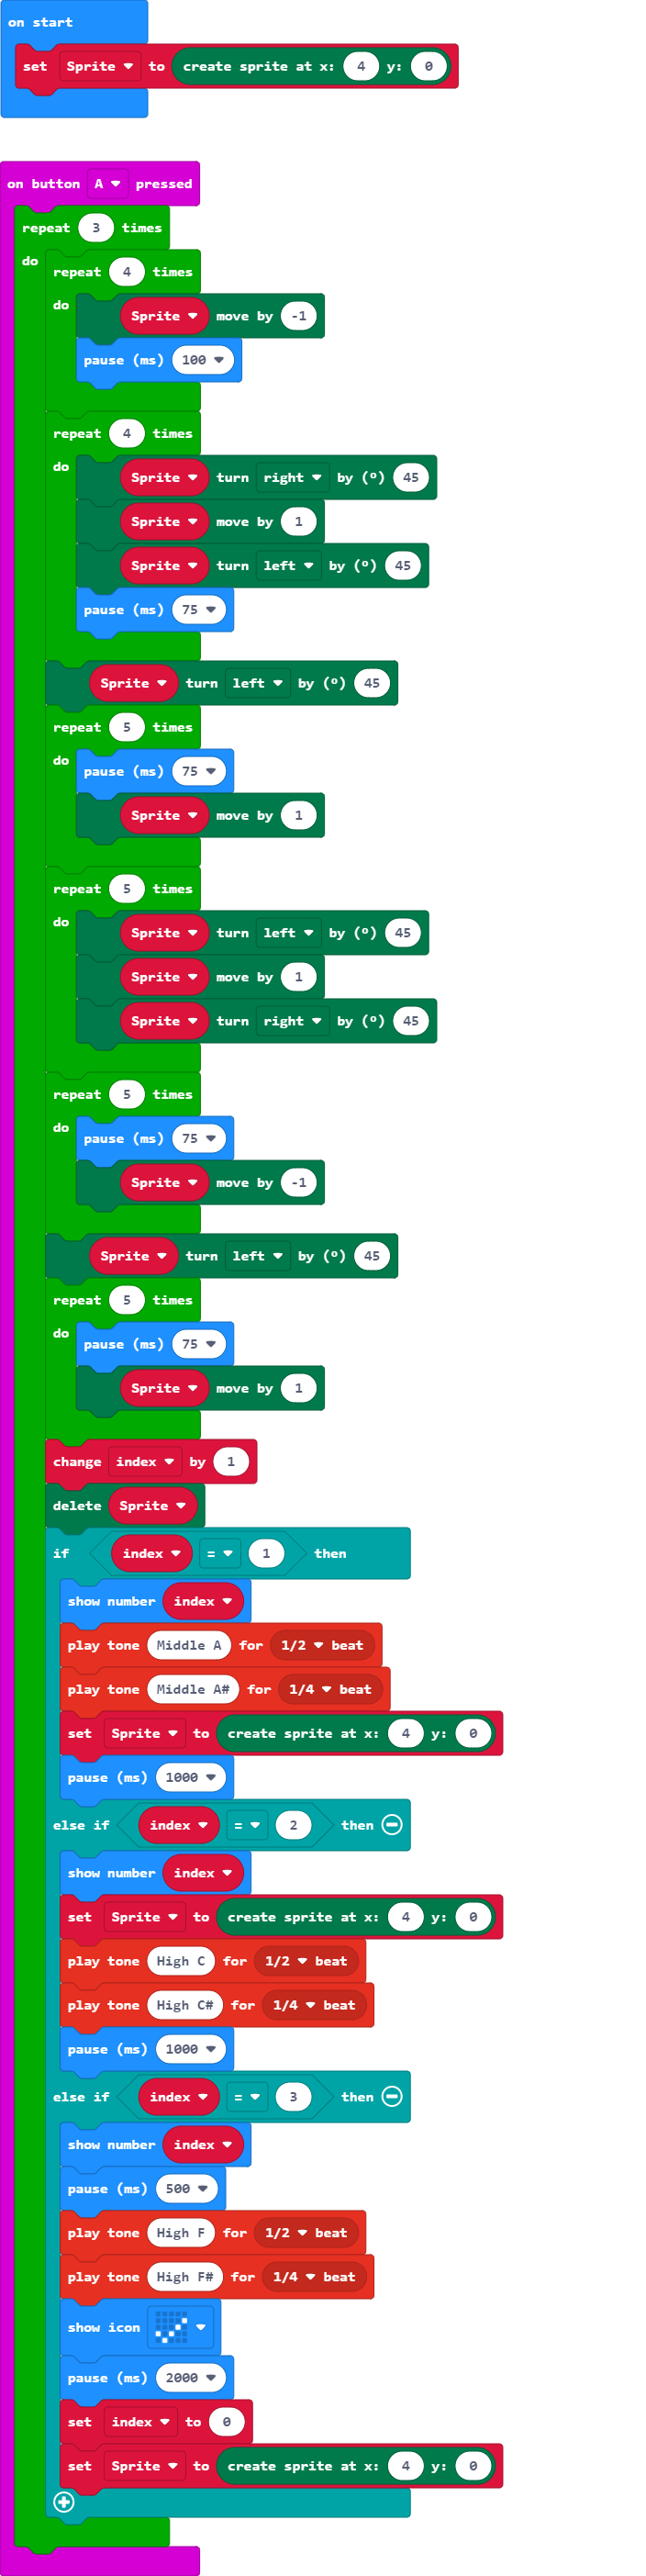 on start
set Sprite to create sprite at x: 4 y: 0
on button A pressed
repeat 3 times
do
repeat 4 times
do
Sprite move by -1
pause (ms) 100
repeat 4 times
do
Sprite turn right by (º) 45
Sprite move by 1
Sprite turn left by (º) 45
pause (ms) 75
Sprite turn left by (º) 45
repeat 5 times
do
pause (ms) 75
Sprite move by 1
repeat 5 times
do
Sprite turn left by (º) 45
Sprite move by 1
Sprite turn right by (º) 45
repeat 5 times
do
pause (ms) 75
Sprite move by -1
Sprite turn left by (º) 45
repeat 5 times
do
pause (ms) 75
Sprite move by 1
change index by 1
delete Sprite
if index = 1 then
show number index
play tone Middle A for 1/2 beat
play tone Middle A# for 1/4 beat
set Sprite to create sprite at x: 4 y: 0
pause (ms) 1000
else if index = 2 then
show number index
set Sprite to create sprite at x: 4 y: 0
play tone High C for 1/2 beat
play tone High C# for 1/4 beat
pause (ms) 1000
else if index = 3 then
show number index
pause (ms) 500
play tone High F for 1/2 beat
play tone High F# for 1/4 beat
show icon
pause (ms) 2000
set index to 0
set Sprite to create sprite at x: 4 y: 0